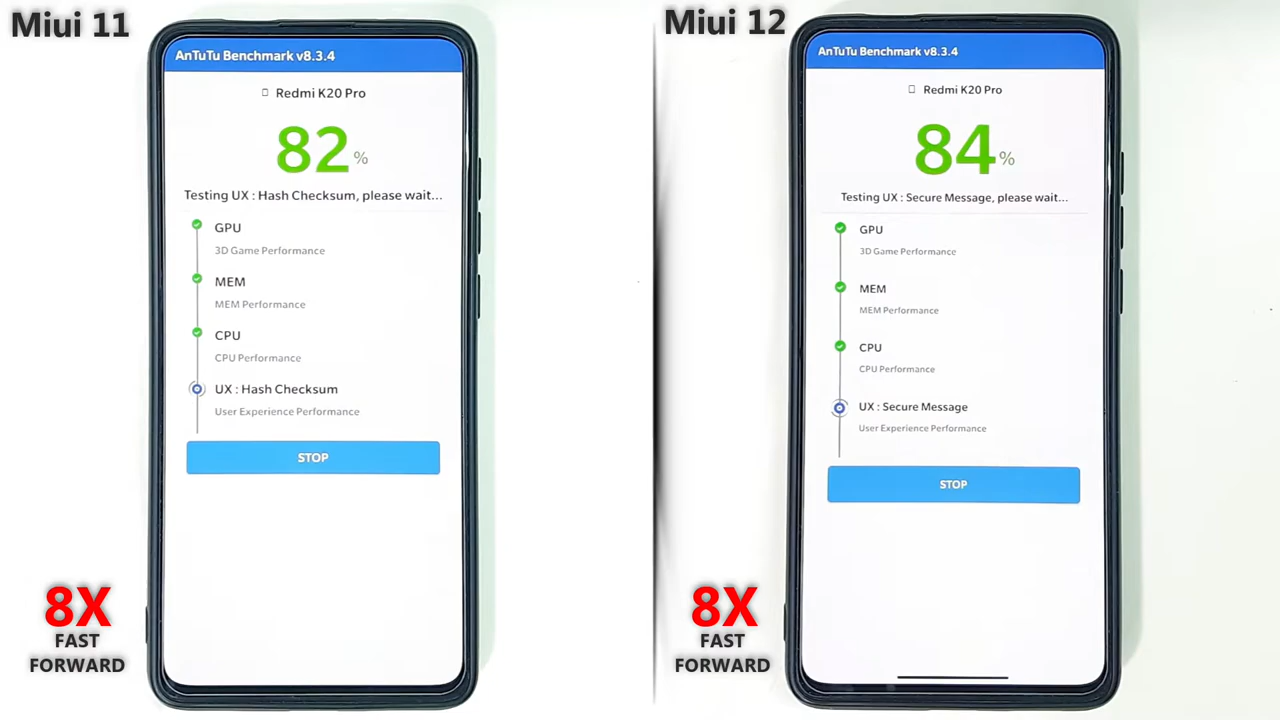 Miui 11
AnTuTu Benchmark v8.3.4
Redmi K20 Pro
82%
Testing UX : Hash Checksum, please wait...
GPU
3D Game Performance
MEM
MEM Performance
CPU
CPU Performance
UX : Hash Checksum
User Experience Performance
STOP
8X
FAST
FORWARD
Miui 12
AnTuTu Benchmark v8.3.4
Redmi K20 Pro
84%
Testing UX : Secure Message, please wait...
GPU
3D Game Performance
MEM
MEM Performance
CPU
CPU Performance
UX : Secure Message
User Experience Performance
STOP
8X
FAST
FORWARD